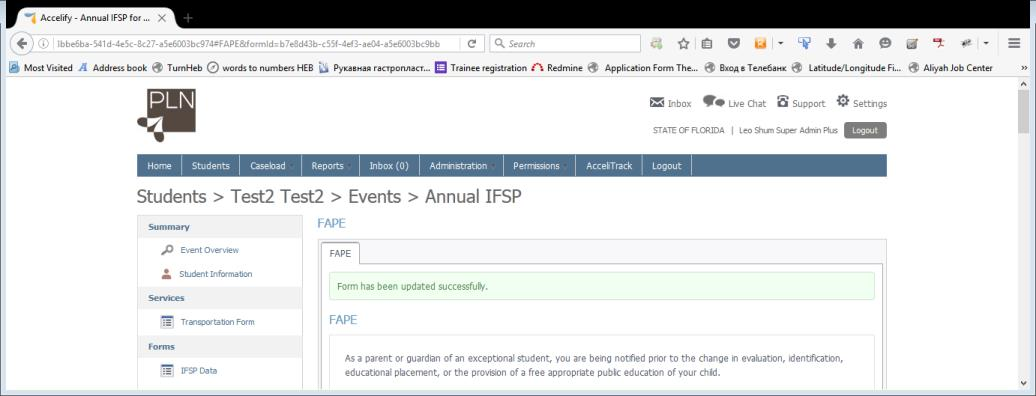 Accelify - Annual IFSP for ...
1bbe6ba-541d-4e5c-8c27-a5e6003bc974#FAPE&formId=b7e8d43b-c55f-4ef3-ae04-a5e6003bc9bb
Search
Most Visited
Address book
TurnHeb
words to numbers HEB
Рукавная гастропласт...
Trainee registration
Redmine
Application Form The...
Вход в Телебанк
Latitude/Longitude Fi...
Aliyah Job Center
PLN
Inbox
Live Chat
Support
Settings
STATE OF FLORIDA | Leo Shum Super Admin Plus
Logout
Home
Students
Caseload
Reports
Inbox (0)
Administration
Permissions
AcceliTrack
Logout
Students > Test2 Test2 > Events > Annual IFSP
Summary
Event Overview
Student Information
Services
Transportation Form
Forms
IFSP Data
FAPE
FAPE
Form has been updated successfully.
FAPE
As a parent or guardian of an exceptional student, you are being notified prior to the change in evaluation, identification,
educational placement, or the provision of a free appropriate public education of your child.